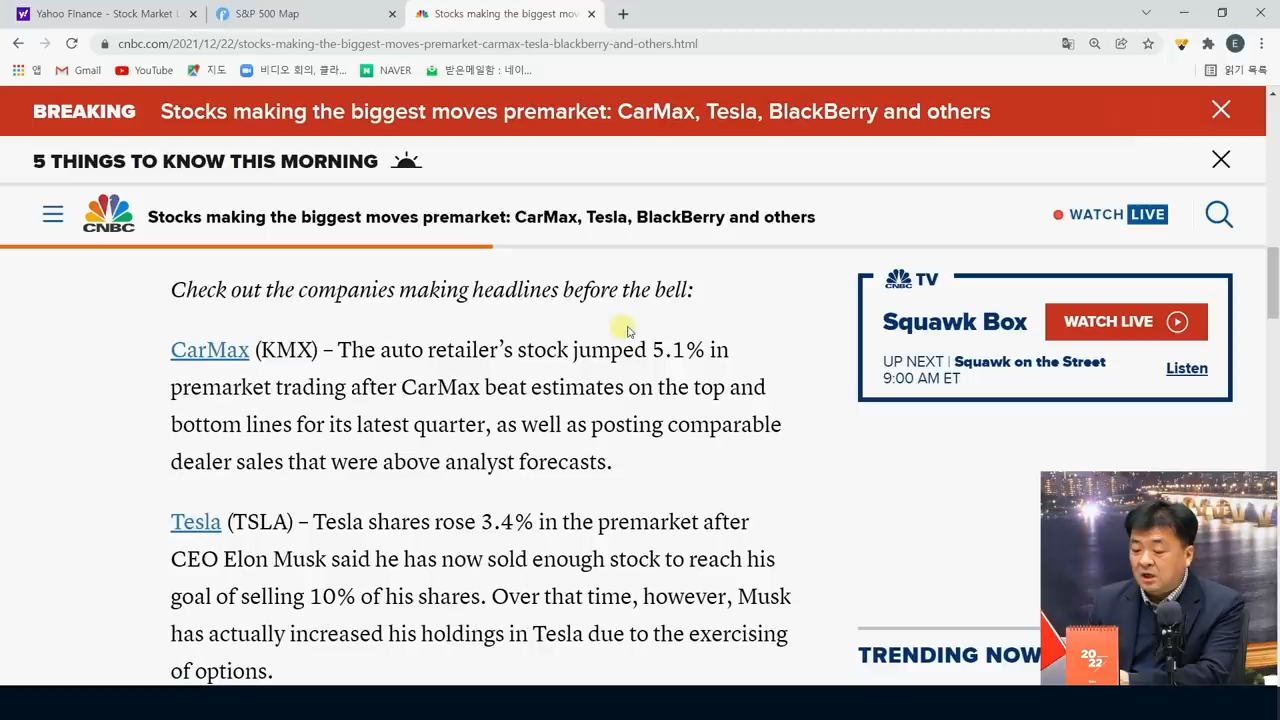 Yahoo Finance - Stock Market L
S&P 500 Map
Stocks making the biggest mov
cnbc.com/2021/12/22/stocks-making-the-biggest-moves-premarket-carmax-tesla-blackberry-and-others.html
E
앱 Gmail YouTube 지도 비디오 회의, 클라... NAVER 받은메일함 : 네이... 읽기 목록
BREAKING Stocks making the biggest moves premarket: CarMax, Tesla, BlackBerry and others
5 THINGS TO KNOW THIS MORNING
CNBC
Stocks making the biggest moves premarket: CarMax, Tesla, BlackBerry and others
WATCH LIVE
Check out the companies making headlines before the bell:
CarMax (KMX) – The auto retailer’s stock jumped 5.1% in
premarket trading after CarMax beat estimates on the top and
bottom lines for its latest quarter, as well as posting comparable
dealer sales that were above analyst forecasts.
Tesla (TSLA) – Tesla shares rose 3.4% in the premarket after
CEO Elon Musk said he has now sold enough stock to reach his
goal of selling 10% of his shares. Over that time, however, Musk
has actually increased his holdings in Tesla due to the exercising
of options.
CNBC TV
Squawk Box
WATCH LIVE
UP NEXT | Squawk on the Street
9:00 AM ET
Listen
TRENDING NOW
20
22